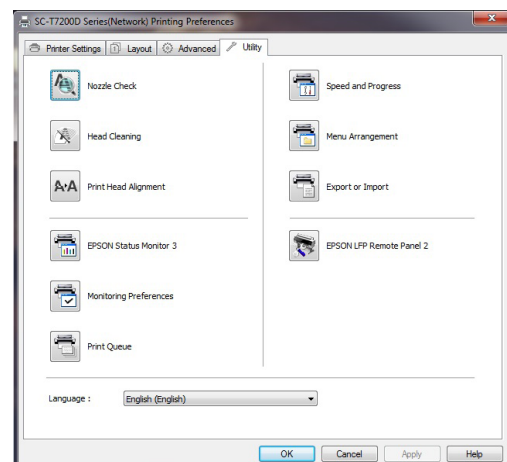 SC-T7200D Series(Network) Printing Preferences
Printer Settings Layout Advanced Utility
Nozzle Check
Head Cleaning
Print Head Alignment
EPSON Status Monitor 3
Monitoring Preferences
Print Queue
Speed and Progress
Menu Arrangement
Export or Import
EPSON LFP Remote Panel 2
Language : English (English)
OK Cancel Apply Help